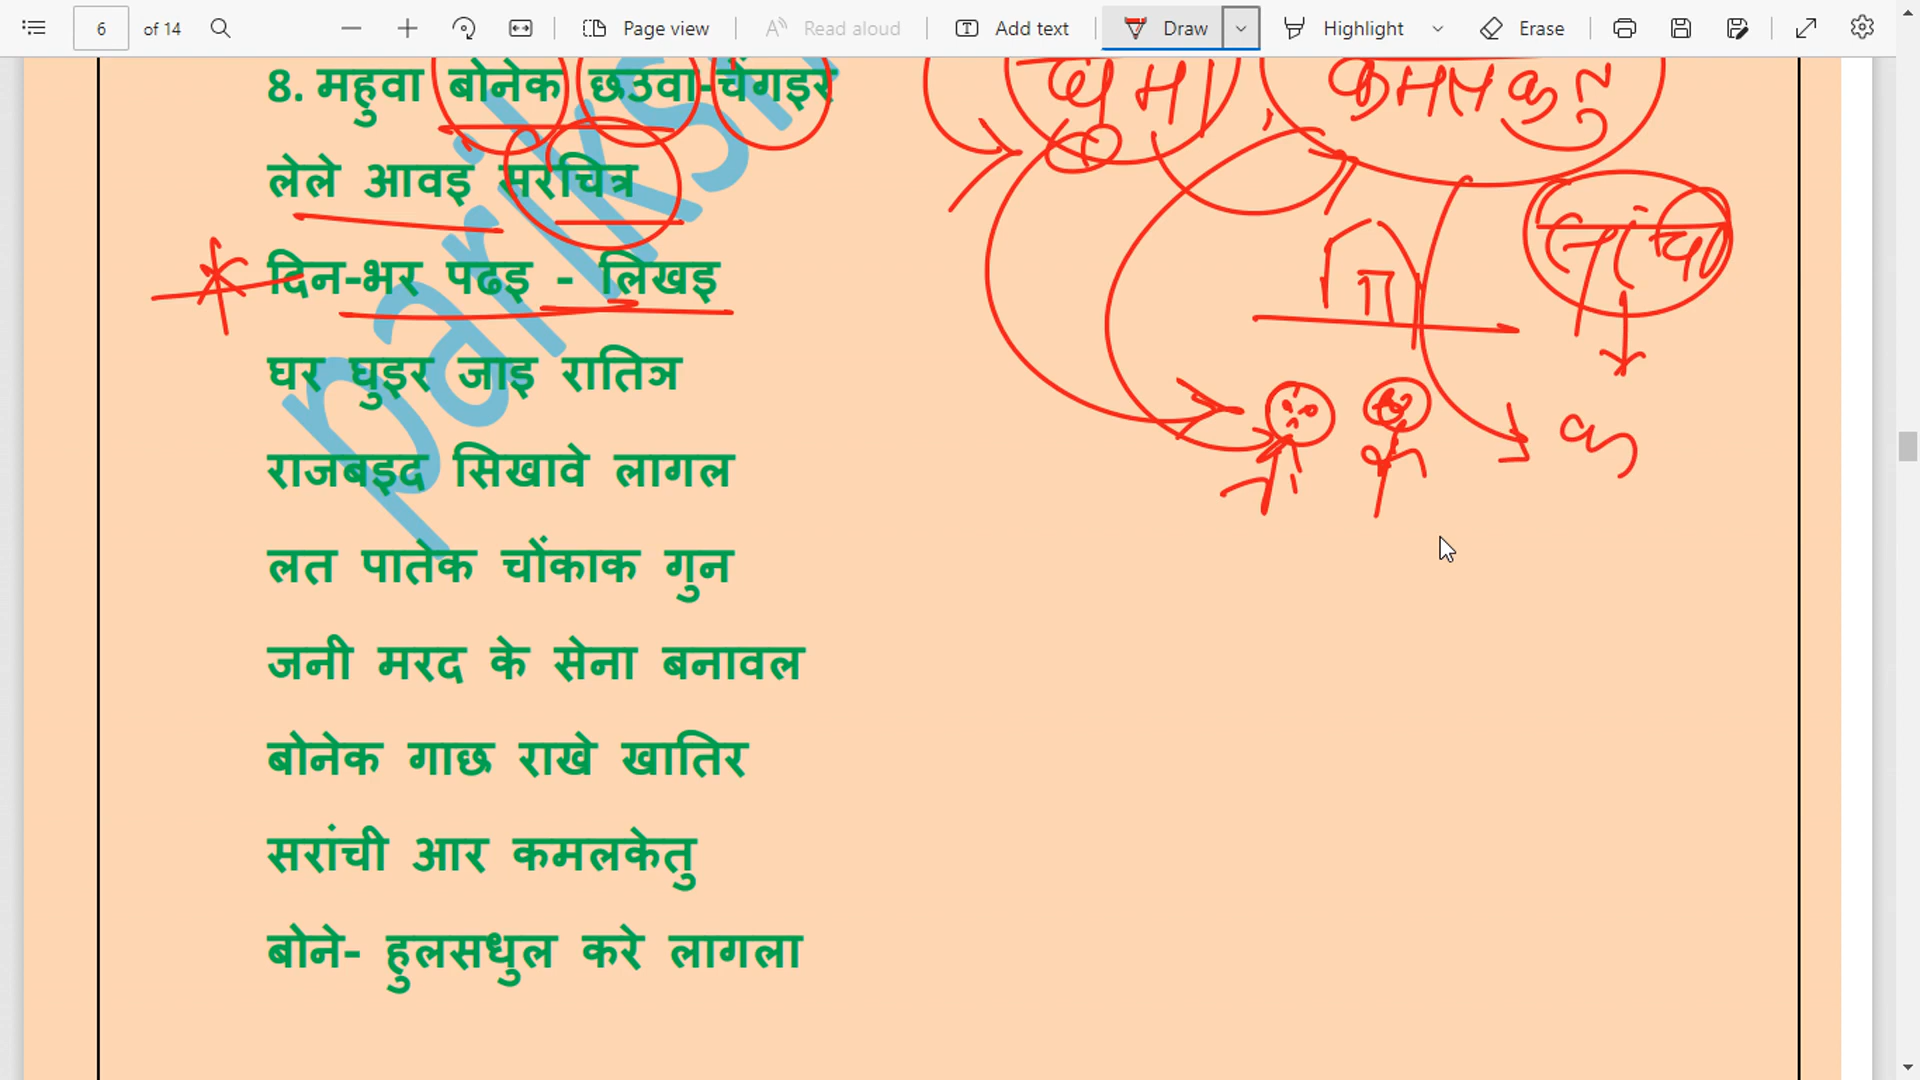 6 of 14 Page view Read aloud Add text Draw Highlight Erase
8. महुवा बोनेक छउवा-चेंगइर
लेले आवइ सरचित्र
दिन-भर पढइ - लिखइ
घर घुइर जाइ रातिञ
राजबइद सिखावे लागल
लत पातेक चोंकाक गुन
जनी मरद के सेना बनावल
बोनेक गाछ राखे खातिर
सरांची आर कमलकेतु
बोने- हुलसधुल करे लागला